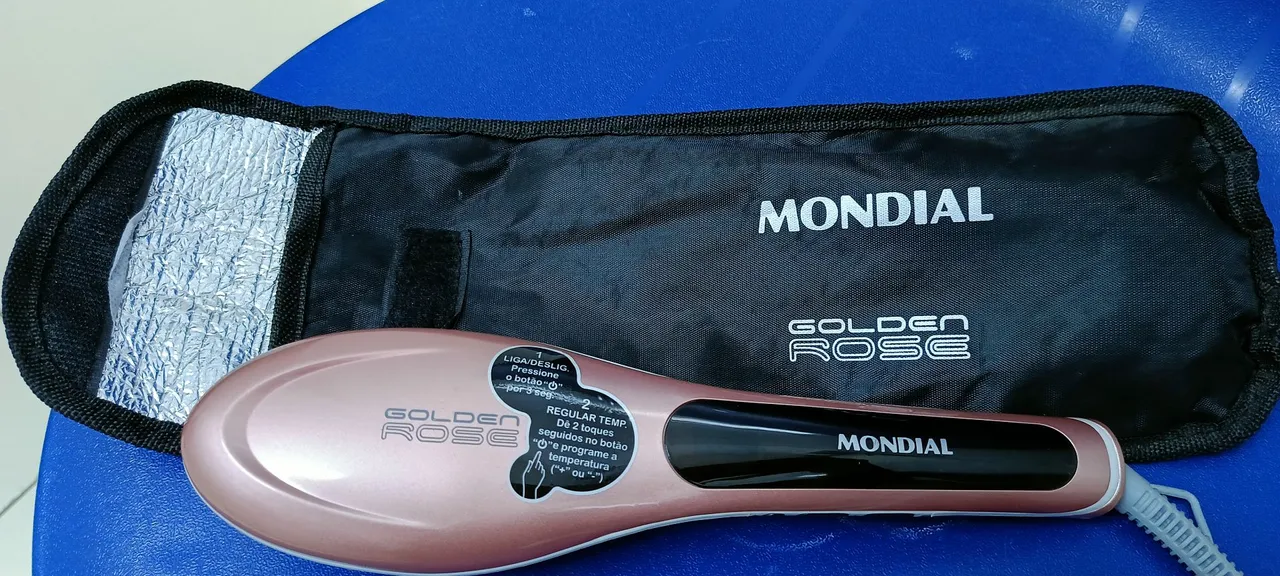 MONDIAL
GOLDEN
ROSE
GOLDEN
ROSE
1
LIGA/DESLIG.
Pressione
o botão "⏻"
por 3 seg.
2
REGULAR TEMP.
Dê 2 toques
seguidos no botão
"⏻" e programe a
temperatura
("+" ou "-")
MONDIAL